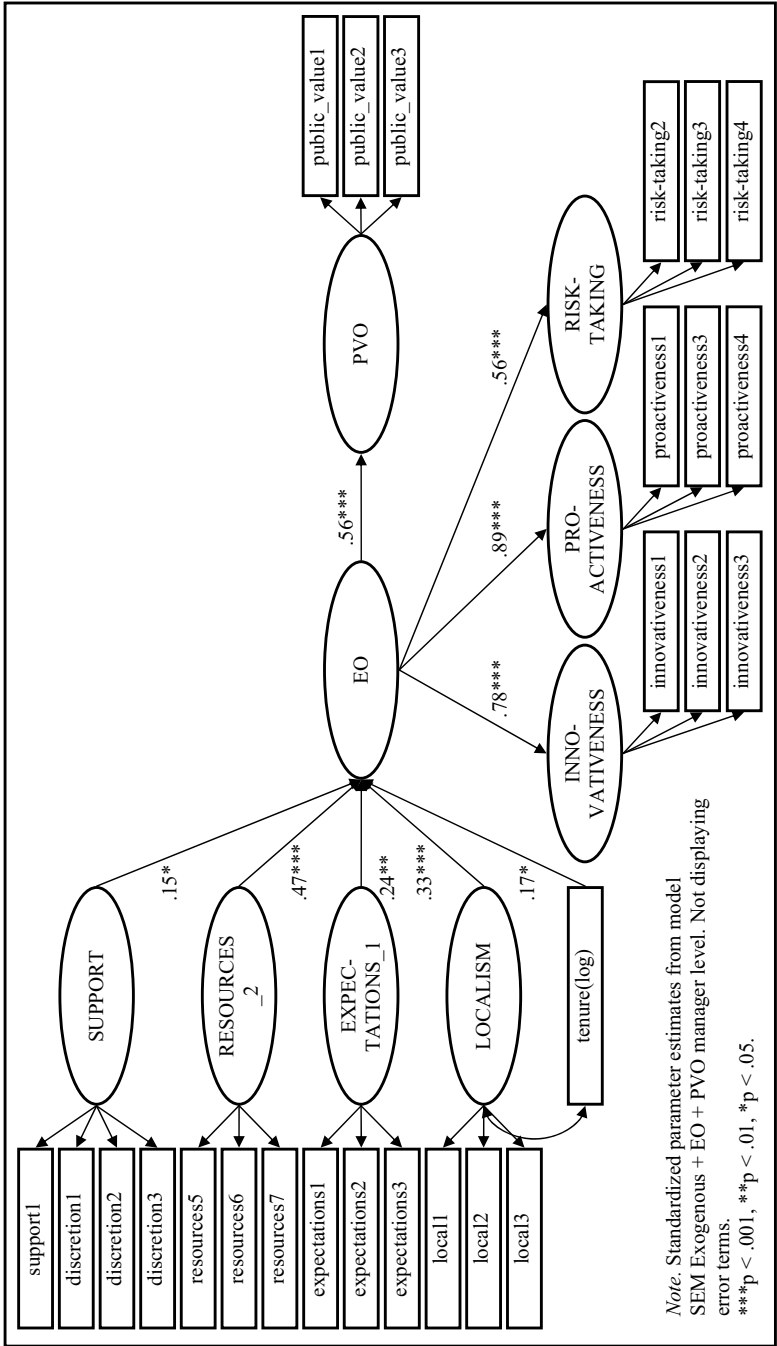 support1
discretion1
discretion2
discretion3
resources5
resources6
resources7
expectations1
expectations2
expectations3
local1
local2
local3
SUPPORT
RESOURCES
_2
EXPEC-
TATIONS_1
LOCALISM
tenure(log)
.15*
.47***
.24**
.33***
.17*
EO
.56***
PVO
public_value1
public_value2
public_value3
.78***
.89***
.56***
INNO-
VATIVENESS
PRO-
ACTIVENESS
RISK-
TAKING
innovativeness1
innovativeness2
innovativeness3
proactiveness1
proactiveness3
proactiveness4
risk-taking2
risk-taking3
risk-taking4
Note. Standardized parameter estimates from model
SEM Exogenous + EO + PVO manager level. Not displaying
error terms.
***p < .001, **p < .01, *p < .05.